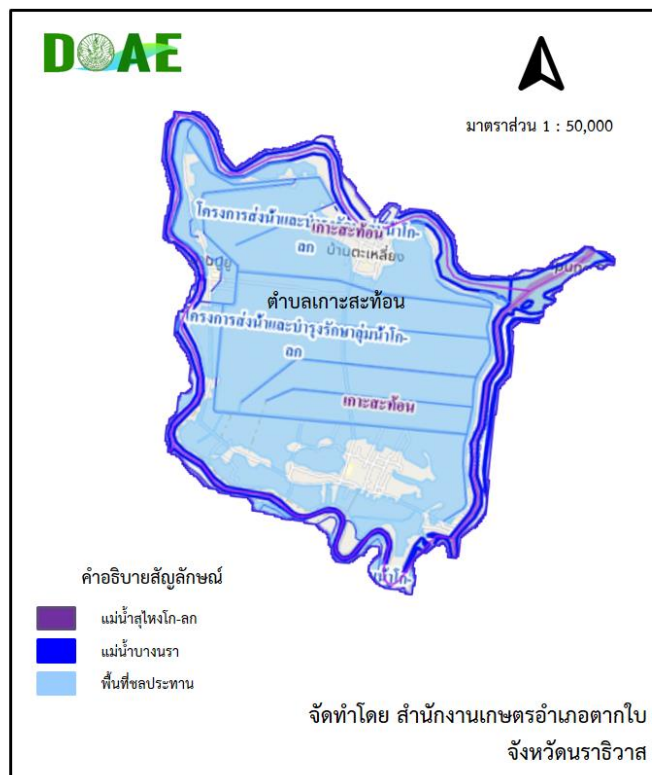 DOAE
มาตราส่วน 1 : 50,000
โครงการส่งน้ำและบำรุงรักษาลุ่มน้ำโก-
ลก
เกาะสะท้อน
บ้านตะเหลี่ยง
ตำบลเกาะสะท้อน
โครงการส่งน้ำและบำรุงรักษาลุ่มน้ำโก-
ลก
เกาะสะท้อน
น้ำโก-
คำอธิบายสัญลักษณ์
แม่น้ำสุไหงโก-ลก
แม่น้ำบางนรา
พื้นที่ชลประทาน
จัดทำโดย สำนักงานเกษตรอำเภอตากใบ
จังหวัดนราธิวาส